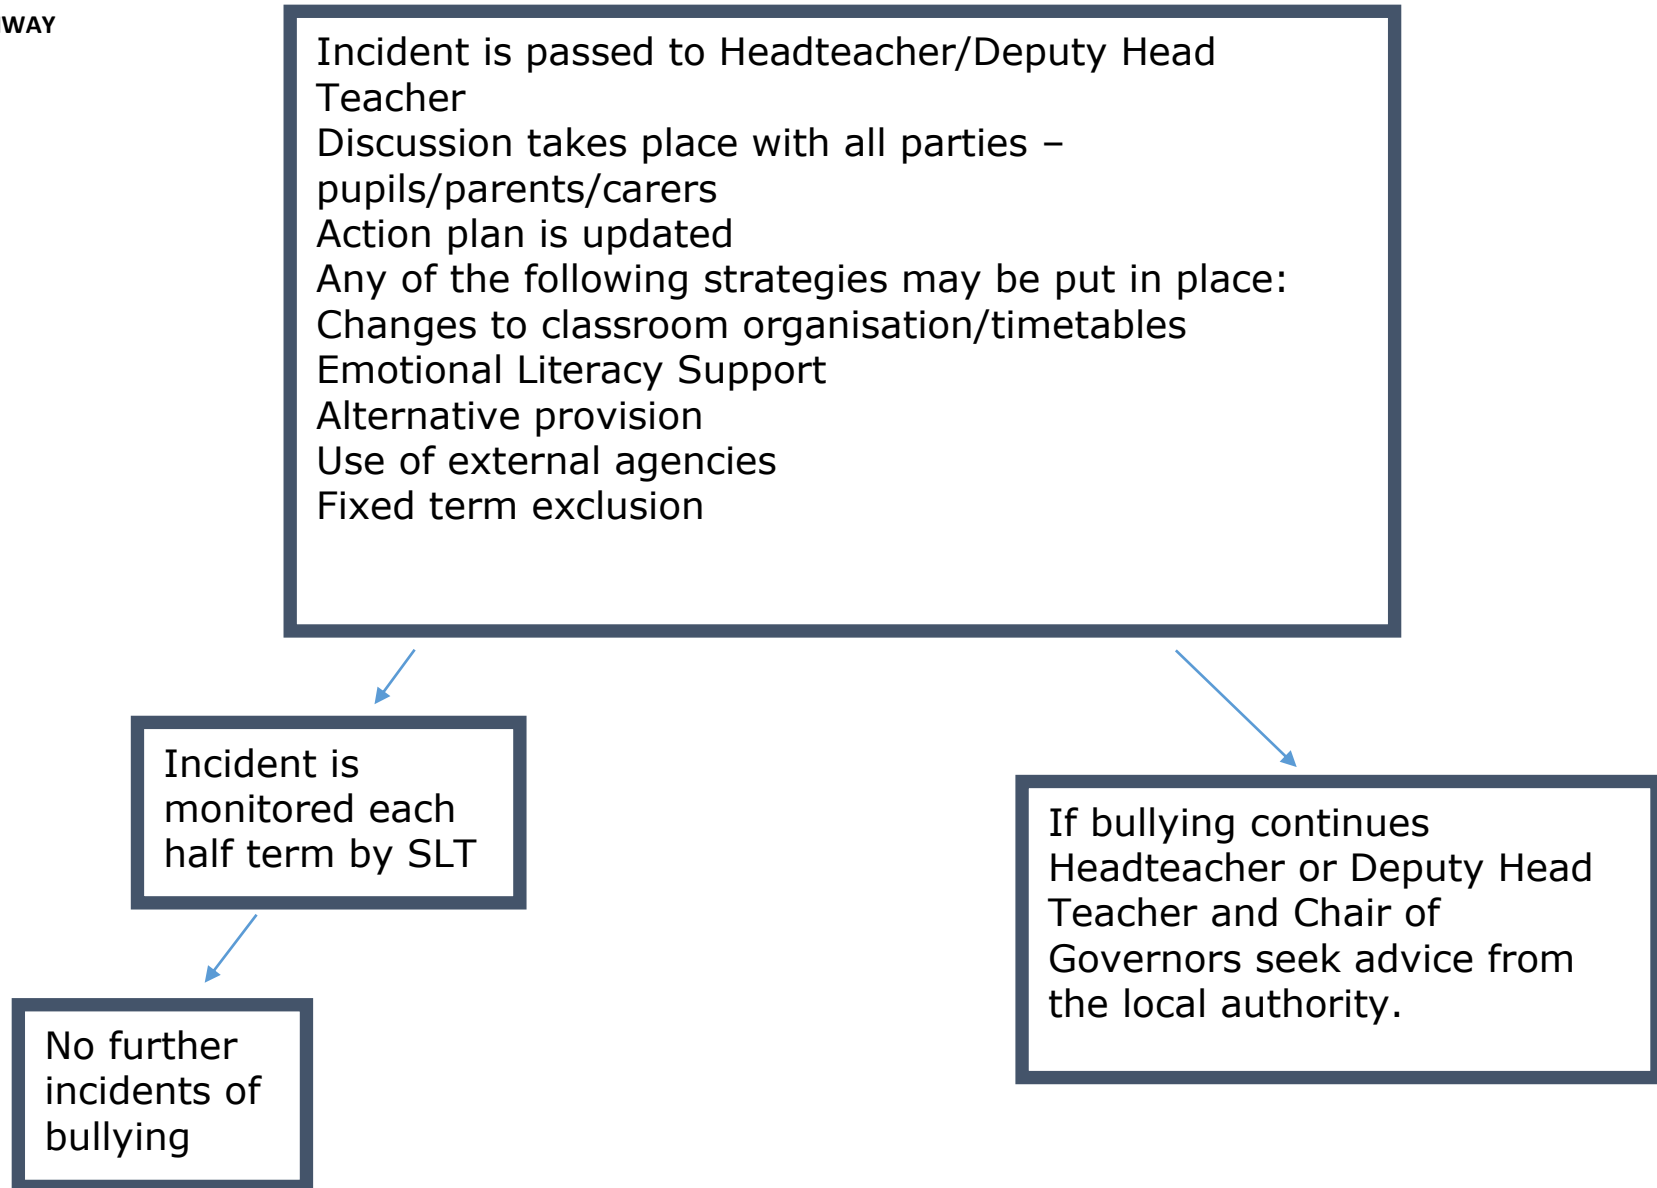 WAY
Incident is passed to Headteacher/Deputy Head
Teacher
Discussion takes place with all parties –
pupils/parents/carers
Action plan is updated
Any of the following strategies may be put in place:
Changes to classroom organisation/timetables
Emotional Literacy Support
Alternative provision
Use of external agencies
Fixed term exclusion
Incident is
monitored each
half term by SLT
If bullying continues
Headteacher or Deputy Head
Teacher and Chair of
Governors seek advice from
the local authority.
No further
incidents of
bullying